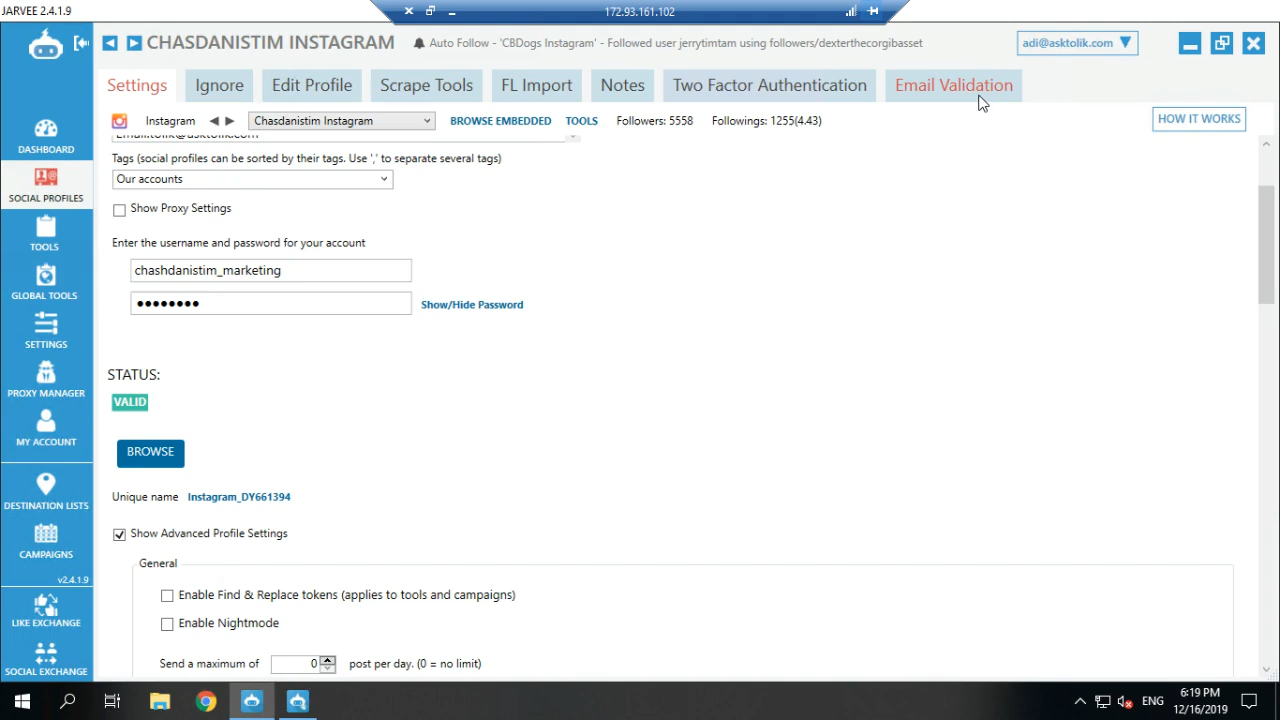 JARVEE 2.4.1.9
172.93.161.102
CHASDANISTIM INSTAGRAM
Auto Follow - 'CBDogs Instagram' - Followed user jerrytimtam using followers/dexterthecorgibasset
adi@asktolik.com
Settings
Ignore
Edit Profile
Scrape Tools
FL Import
Notes
Two Factor Authentication
Email Validation
Instagram
Chasdanistim Instagram
BROWSE EMBEDDED
TOOLS
Followers: 5558
Followings: 1255(4.43)
HOW IT WORKS
Email.tolik@asktolik.com
Tags (social profiles can be sorted by their tags. Use ',' to separate several tags)
Our accounts
Show Proxy Settings
Enter the username and password for your account
chashdanistim_marketing
Show/Hide Password
STATUS:
VALID
BROWSE
Unique name Instagram_DY661394
Show Advanced Profile Settings
General
Enable Find & Replace tokens (applies to tools and campaigns)
Enable Nightmode
Send a maximum of 0 post per day. (0 = no limit)
DASHBOARD
SOCIAL PROFILES
TOOLS
GLOBAL TOOLS
SETTINGS
PROXY MANAGER
MY ACCOUNT
DESTINATION LISTS
CAMPAIGNS
v2.4.1.9
LIKE EXCHANGE
SOCIAL EXCHANGE
ENG
6:19 PM
12/16/2019